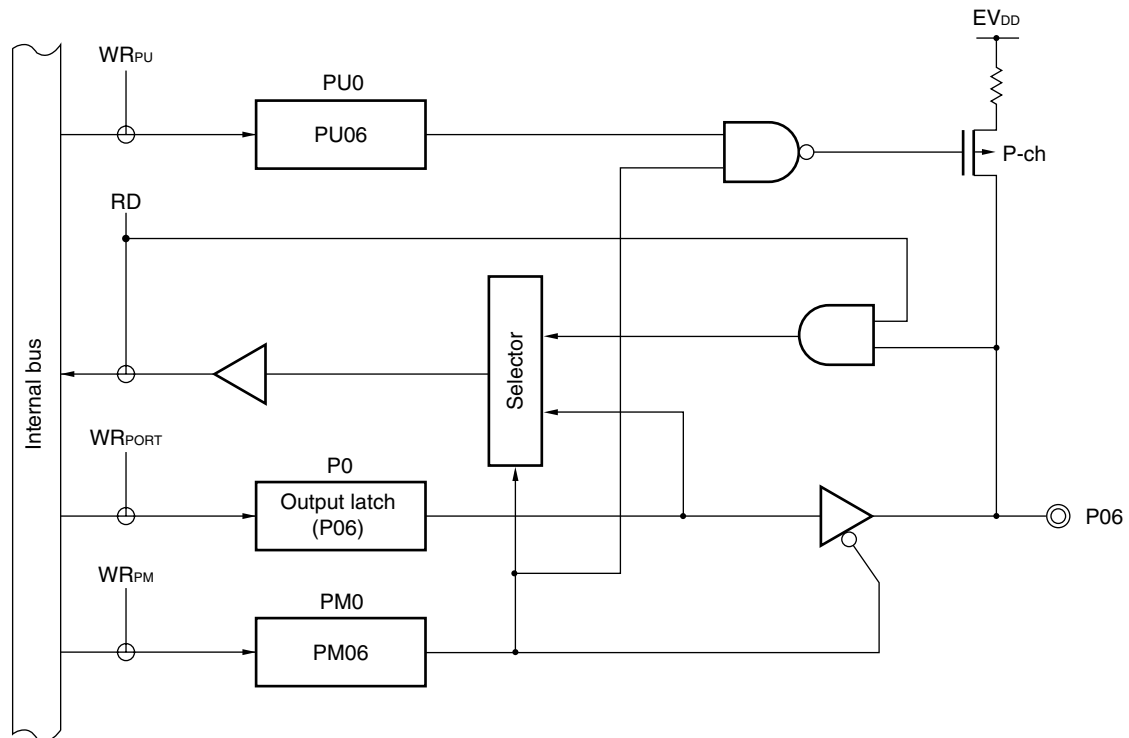 EVDD
WRPU
PU0
PU06
P-ch
RD
Selector
Internal bus
WRPORT
P0
Output latch
(P06)
P06
WRPM
PM0
PM06